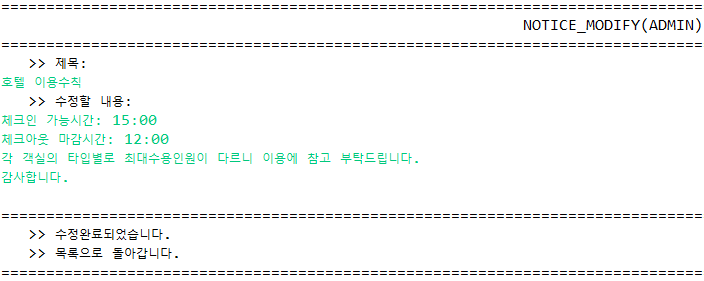 ===============================================================================
NOTICE_MODIFY(ADMIN)
===============================================================================
>> 제목:
호텔 이용수칙
>> 수정할 내용:
체크인 가능시간: 15:00
체크아웃 마감시간: 12:00
각 객실의 타입별로 최대수용인원이 다르니 이용에 참고 부탁드립니다.
감사합니다.
===============================================================================
>> 수정완료되었습니다.
>> 목록으로 돌아갑니다.
===============================================================================